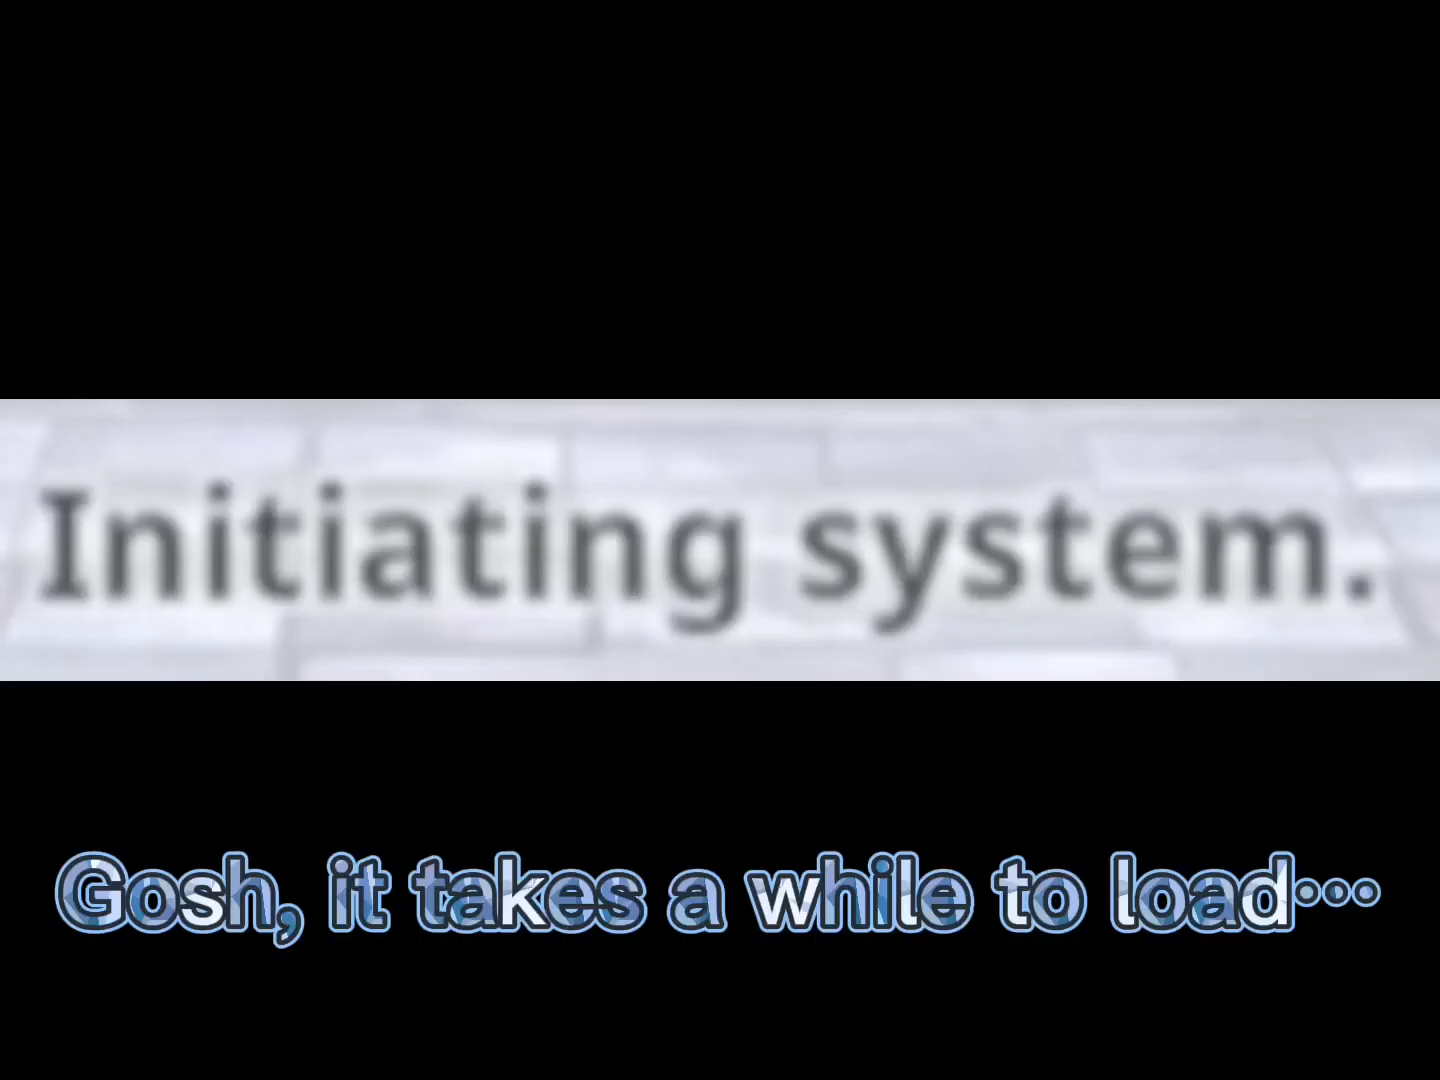 Initiating system.
Gosh, it takes a while to load⋯